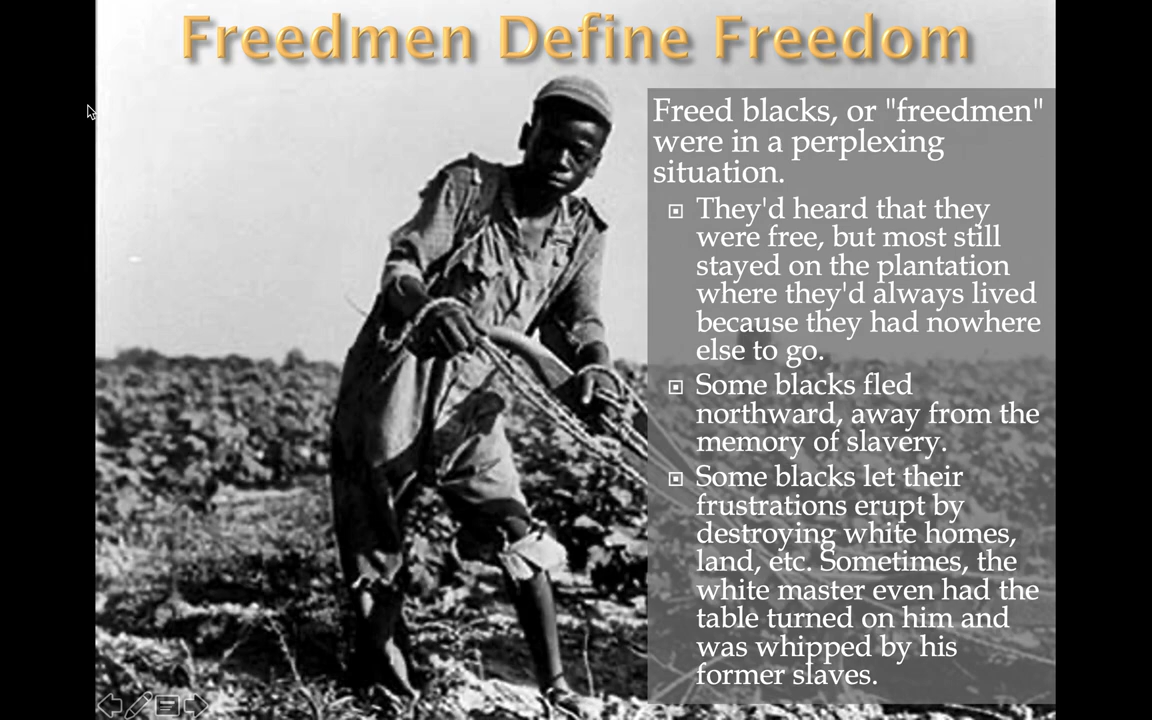 Freedmen Define Freedom
Freed blacks, or "freedmen"
were in a perplexing
situation.
They'd heard that they
were free, but most still
stayed on the plantation
where they'd always lived
because they had nowhere
else to go.
Some blacks fled
northward, away from the
memory of slavery.
Some blacks let their
frustrations erupt by
destroying white homes,
land, etc. Sometimes, the
white master even had the
table turned on him and
was whipped by his
former slaves.